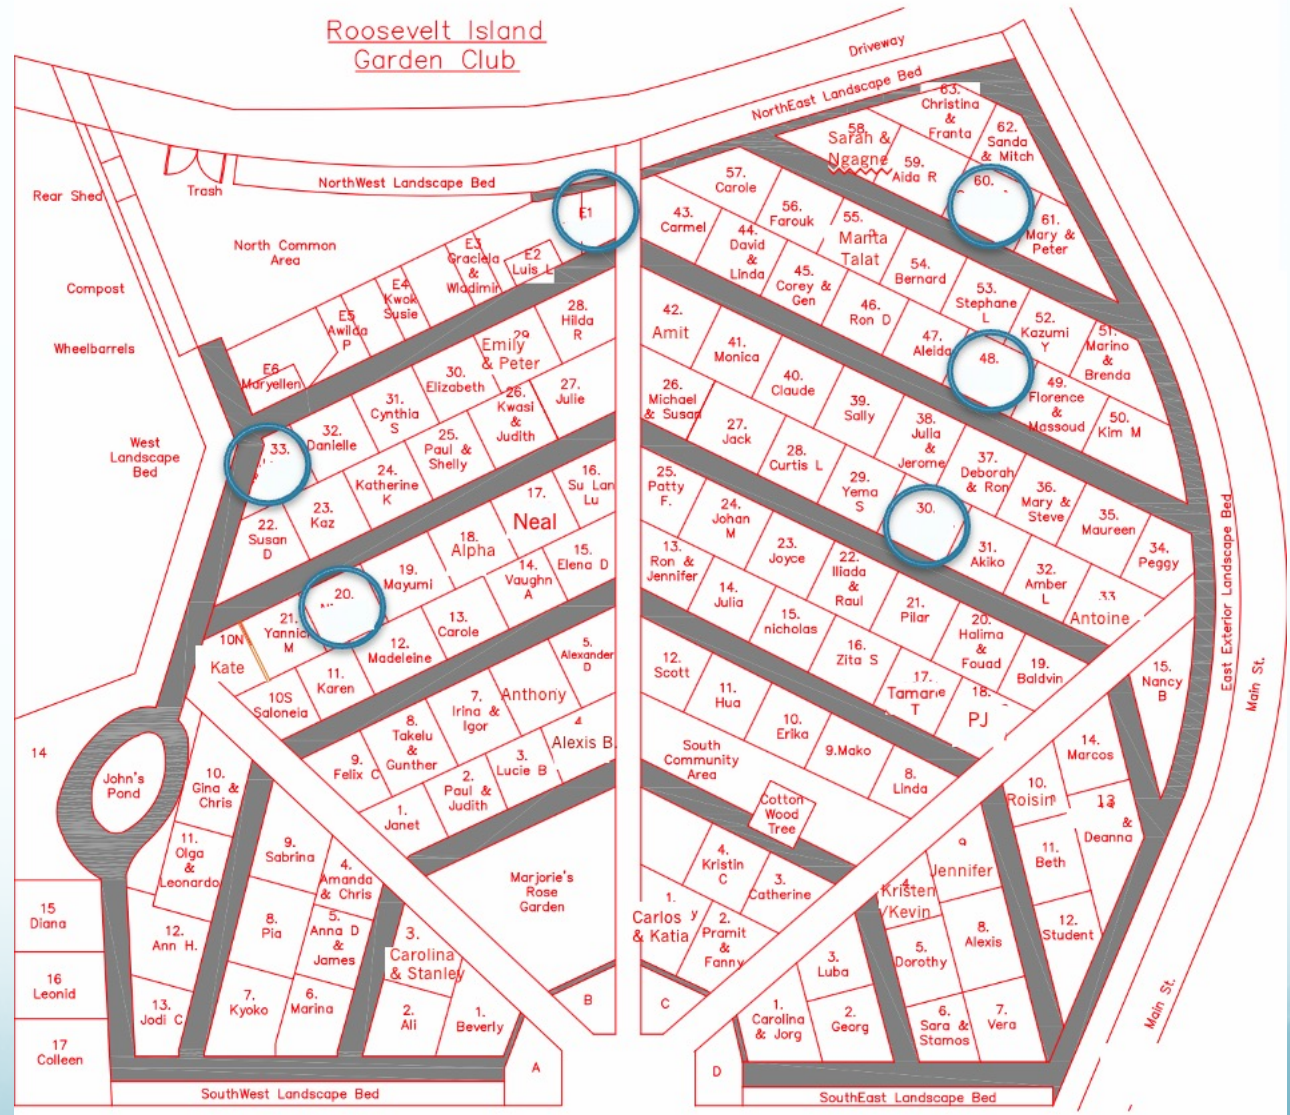 Roosevelt Island
Garden Club
Driveway
NorthEast Landscape Bed
NorthWest Landscape Bed
Trash
Rear Shed
North Common
Area
Compost
Wheelbarrels
West
Landscape
Bed
E1
E2
Luis L
E3
Graciela
&
Wladimir
E4
Kwok
Susie
E5
Awilda
P
E6
Maryellen
28.
Hilda
R
29
Emily
& Peter
30.
Elizabeth
31.
Cynthia
S
32.
Danielle
33.
27.
Julie
26.
Kwasi
&
Judith
25.
Paul &
Shelly
24.
Katherine
K
23.
Kaz
22.
Susan
D
16.
Su Lan
Lu
17.
Neal
18.
Alpha
19.
Mayumi
20.
21.
Yannick
M
10N
Kate
15.
Elena D
14.
Vaughn
A
13.
Carole
12.
Madeleine
11.
Karen
10S
Saloneia
5.
Alexander
D
Anthony
7.
Irina &
Igor
8.
Takelu
&
Gunther
9.
Felix C
4
Alexis B.
3.
Lucie B
2.
Paul &
Judith
1.
Janet
Marjorie's
Rose
Garden
14
John's
Pond
15
Diana
16
Leonid
17
Colleen
10.
Gina &
Chris
11.
Olga
&
Leonardo
12.
Ann H.
13.
Jodi C
9.
Sabrina
8.
Pia
7.
Kyoko
4.
Amanda
& Chris
5.
Anna D
&
James
6.
Marina
3.
Carolina
& Stanley
2.
Ali
1.
Beverly
A
B
C
D
SouthWest Landscape Bed
SouthEast Landscape Bed
63.
Christina
&
Franta
62.
Sanda
& Mitch
58.
Sarah &
Ngagne
59.
Aida R
60.
61.
Mary &
Peter
57.
Carole
56.
Farouk
55.
Manta
Talat
54.
Bernard
53.
Stephane
L
52.
Kazumi
Y
51.
Marino
&
Brenda
43.
Carmel
44.
David
&
Linda
45.
Corey &
Gen
46.
Ron D
47.
Aleida
48.
49.
Florence
&
Massoud
50.
Kim M
42.
Amit
41.
Monica
40.
Claude
39.
Sally
38.
Julia
&
Jerome
37.
Deborah
& Ron
36.
Mary &
Steve
35.
Maureen
34.
Peggy
26.
Michael
& Susan
27.
Jack
28.
Curtis L
29.
Yema
S
30.
31.
Akiko
32.
Amber
L
33
Antoine
25.
Patty
F.
24.
Johan
M
23.
Joyce
22.
Iliada
&
Raul
21.
Pilar
20.
Halima
&
Fouad
19.
Baldvin
13.
Ron &
Jennifer
14.
Julia
15.
nicholas
16.
Zita S
17.
Tamare
T
18.
PJ
12.
Scott
11.
Hua
10.
Erika
9.Mako
8.
Linda
South
Community
Area
Cotton
Wood
Tree
4.
Kristin
C
3.
Catherine
1.
Carlos y
& Katia
2.
Pramit
&
Fanny
15.
Nancy
B
14.
Marcos
13
&
Deanna
10.
Roisin
11.
Beth
12.
Student
9
Jennifer
4.
Kristen
/Kevin
5.
Dorothy
8.
Alexis
6.
Sara &
Stamos
7.
Vera
3.
Luba
1.
Carolina
& Jorg
2.
Georg
East Exterior Landscape Bed
Main St.
Main St.